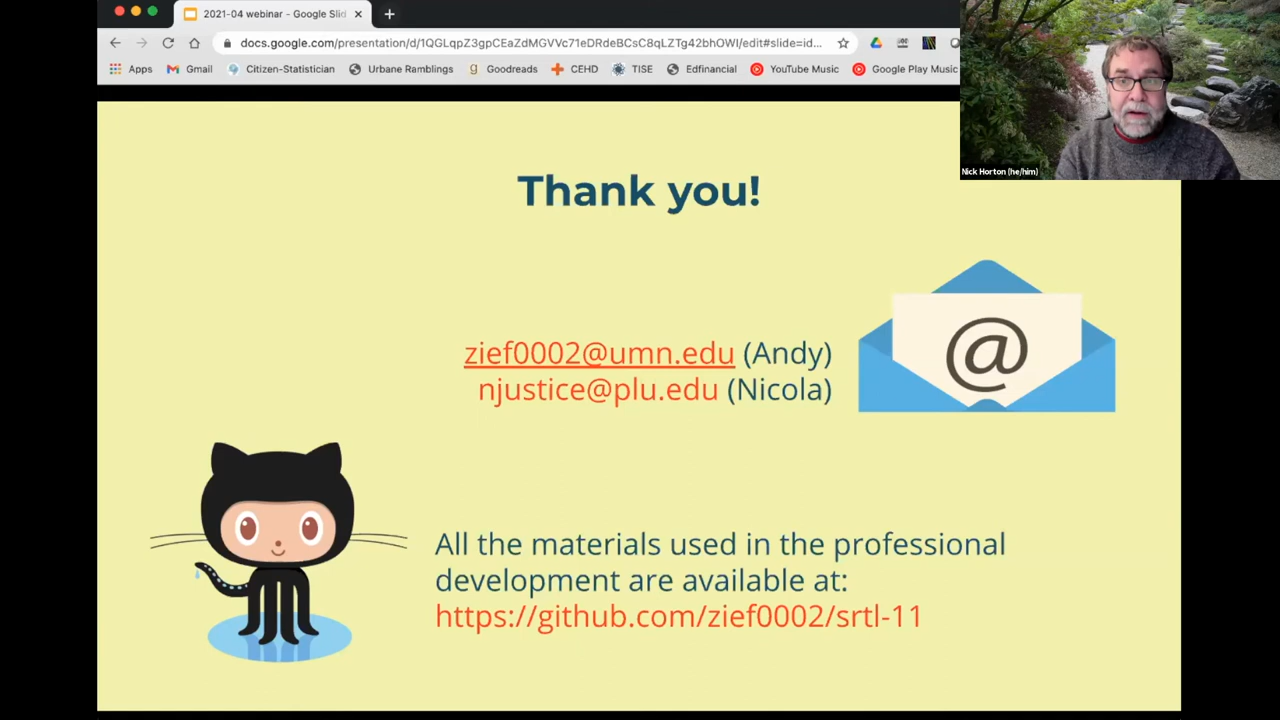 2021-04 webinar - Google Slid
docs.google.com/presentation/d/1QGLqpZ3gpCEaZdMGVVc71eDRdeBCsC8qLZTg42bhOWI/edit#slide=id...
Apps Gmail Citizen-Statistician Urbane Ramblings Goodreads CEHD TISE Edfinancial YouTube Music Google Play Music
Nick Horton (he/him)
Thank you!
zief0002@umn.edu (Andy)
njustice@plu.edu (Nicola)
@
All the materials used in the professional
development are available at:
https://github.com/zief0002/srtl-11